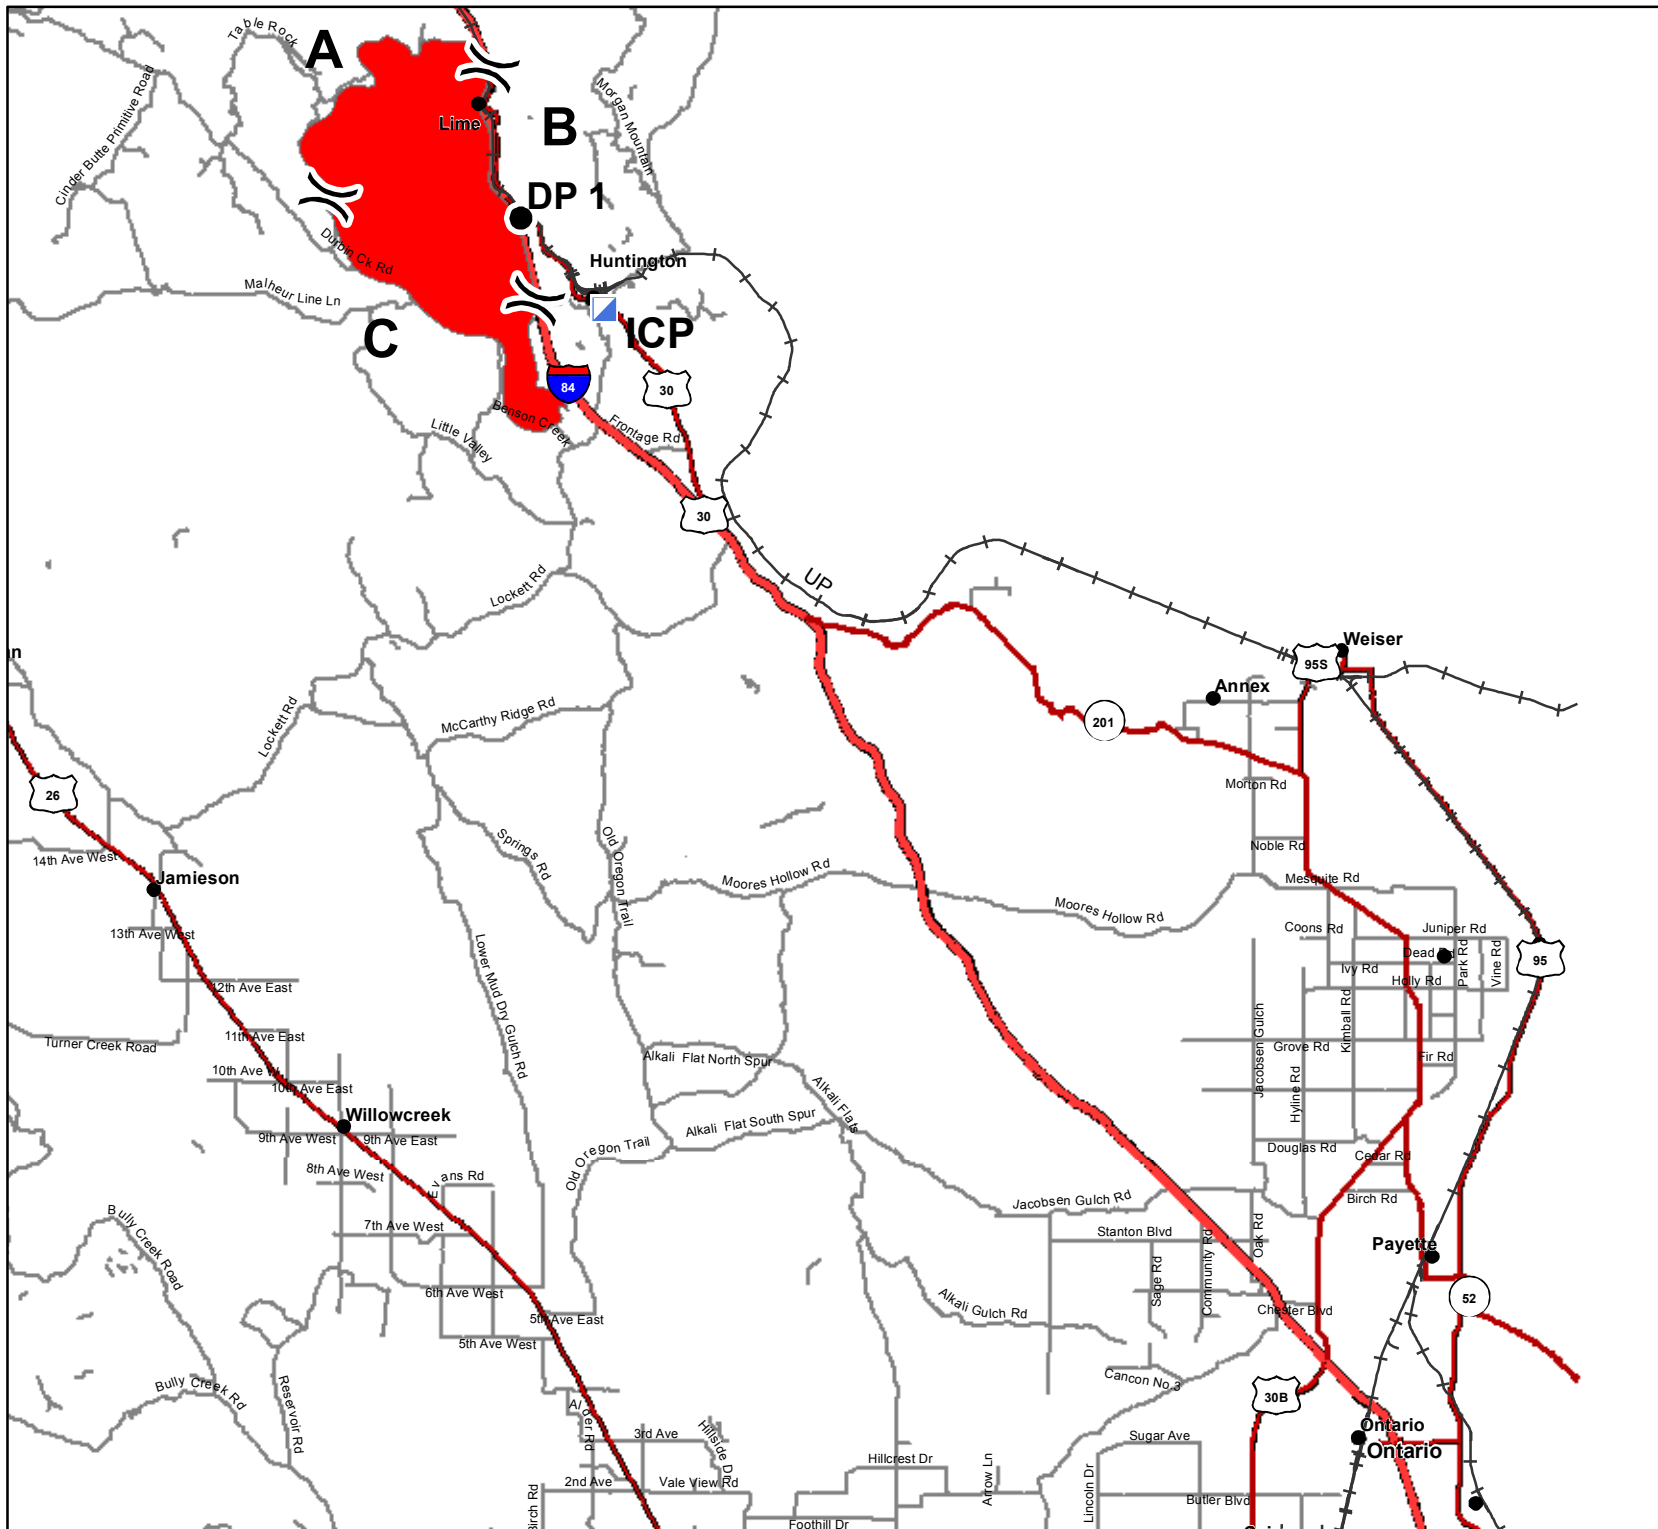 Table Rock
A
Cinder Butte Primitive Road
Lime
B
Morgan Mountain
DP 1
Durbin Ck Rd
Huntington
Malheur Line Ln
C
ICP
84
30
Benson Creek
Frontage Rd
Little Valley
30
UP
Lockett Rd
Weiser
95S
Annex
201
Lockett Rd
McCarthy Ridge Rd
26
Morton Rd
Springs Rd
Old Oregon Trail
Noble Rd
14th Ave West
Jamieson
Moores Hollow Rd
Mesquite Rd
Moores Hollow Rd
13th Ave West
Coons Rd
Juniper Rd
Dead
95
Ivy Rd
Holly Rd
Park Rd
Vine Rd
12th Ave East
Lower Mud Dry Gulch Rd
Jacobsen Gulch
Kimball Rd
11th Ave East
Turner Creek Road
Grove Rd
Fir Rd
Alkali Flat North Spur
10th Ave W
10th Ave East
Hyline Rd
Alkali Flats
Willowcreek
Alkali Flat South Spur
9th Ave West
9th Ave East
Old Oregon Trail
Douglas Rd
Cedar Rd
8th Ave West
Evans Rd
Jacobsen Gulch Rd
Birch Rd
Bully Creek Road
7th Ave West
Stanton Blvd
Oak Rd
Payette
Sage Rd
Community Rd
6th Ave West
52
Alkali Gulch Rd
Chester Blvd
5th Ave East
5th Ave West
Cancon No.3
Bully Creek Rd
30B
Reservoir Rd
Alder Rd
3rd Ave
Hillside D
Ontario
Sugar Ave
Ontario
Hillcrest Dr
2nd Ave
Vale View Rd
Arrow Ln
Lincoln Dr
Butler Blvd
Birch Rd
Foothill Dr